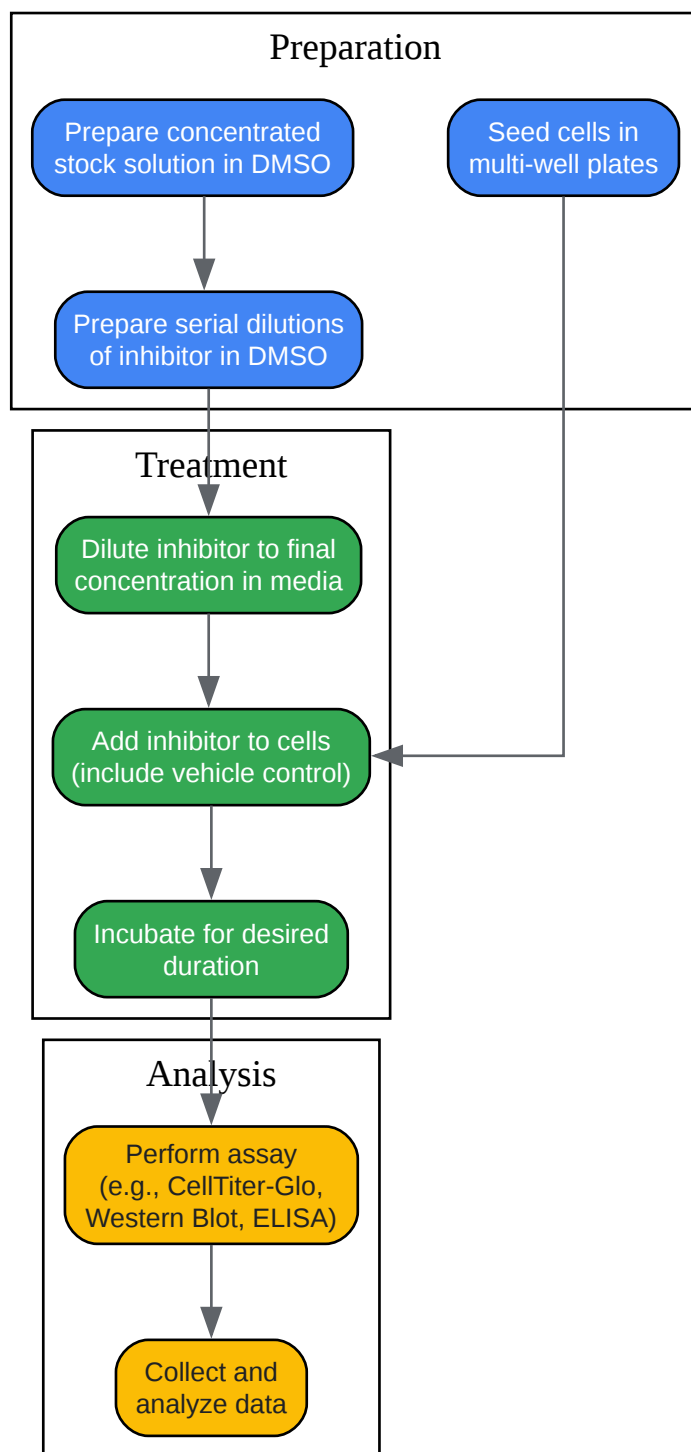 Preparation
Prepare concentrated
stock solution in DMSO
Seed cells in
multi-well plates
Prepare serial dilutions
of inhibitor in DMSO
Treatment
Dilute inhibitor to final
concentration in media
Add inhibitor to cells
(include vehicle control)
Incubate for desired
duration
Analysis
Perform assay
(e.g., CellTiter-Glo,
Western Blot, ELISA)
Collect and
analyze data